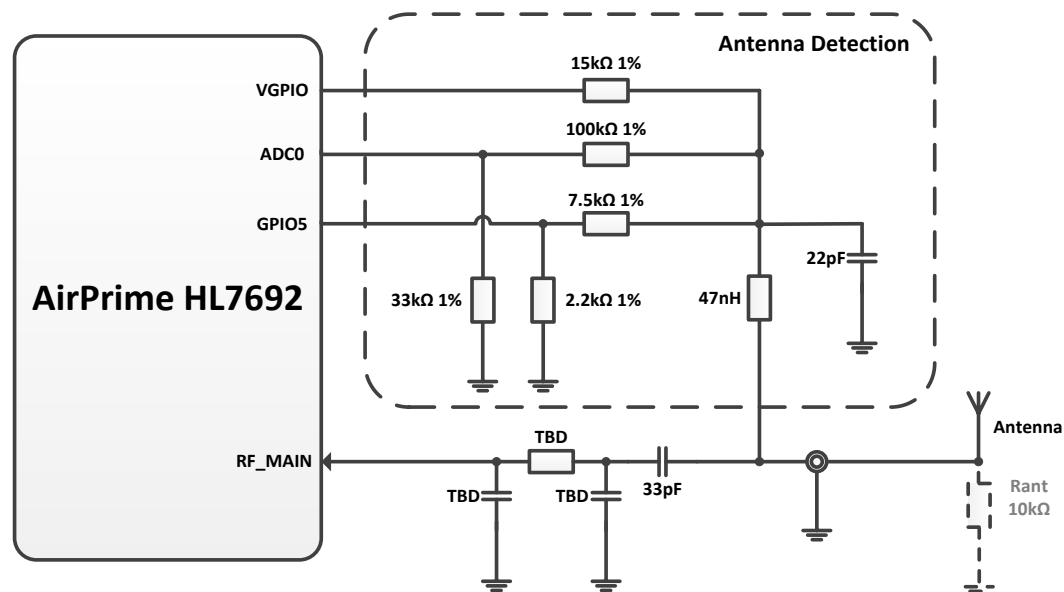 Antenna Detection
15kΩ 1%
VGPIO
100kΩ 1%
ADC0
7.5kΩ 1%
GPIO5
22pF
AirPrime HL7692
33kΩ 1%
2.2kΩ 1%
47nH
Antenna
TBD
RF_MAIN
33pF
TBD
TBD
Rant
10kΩ